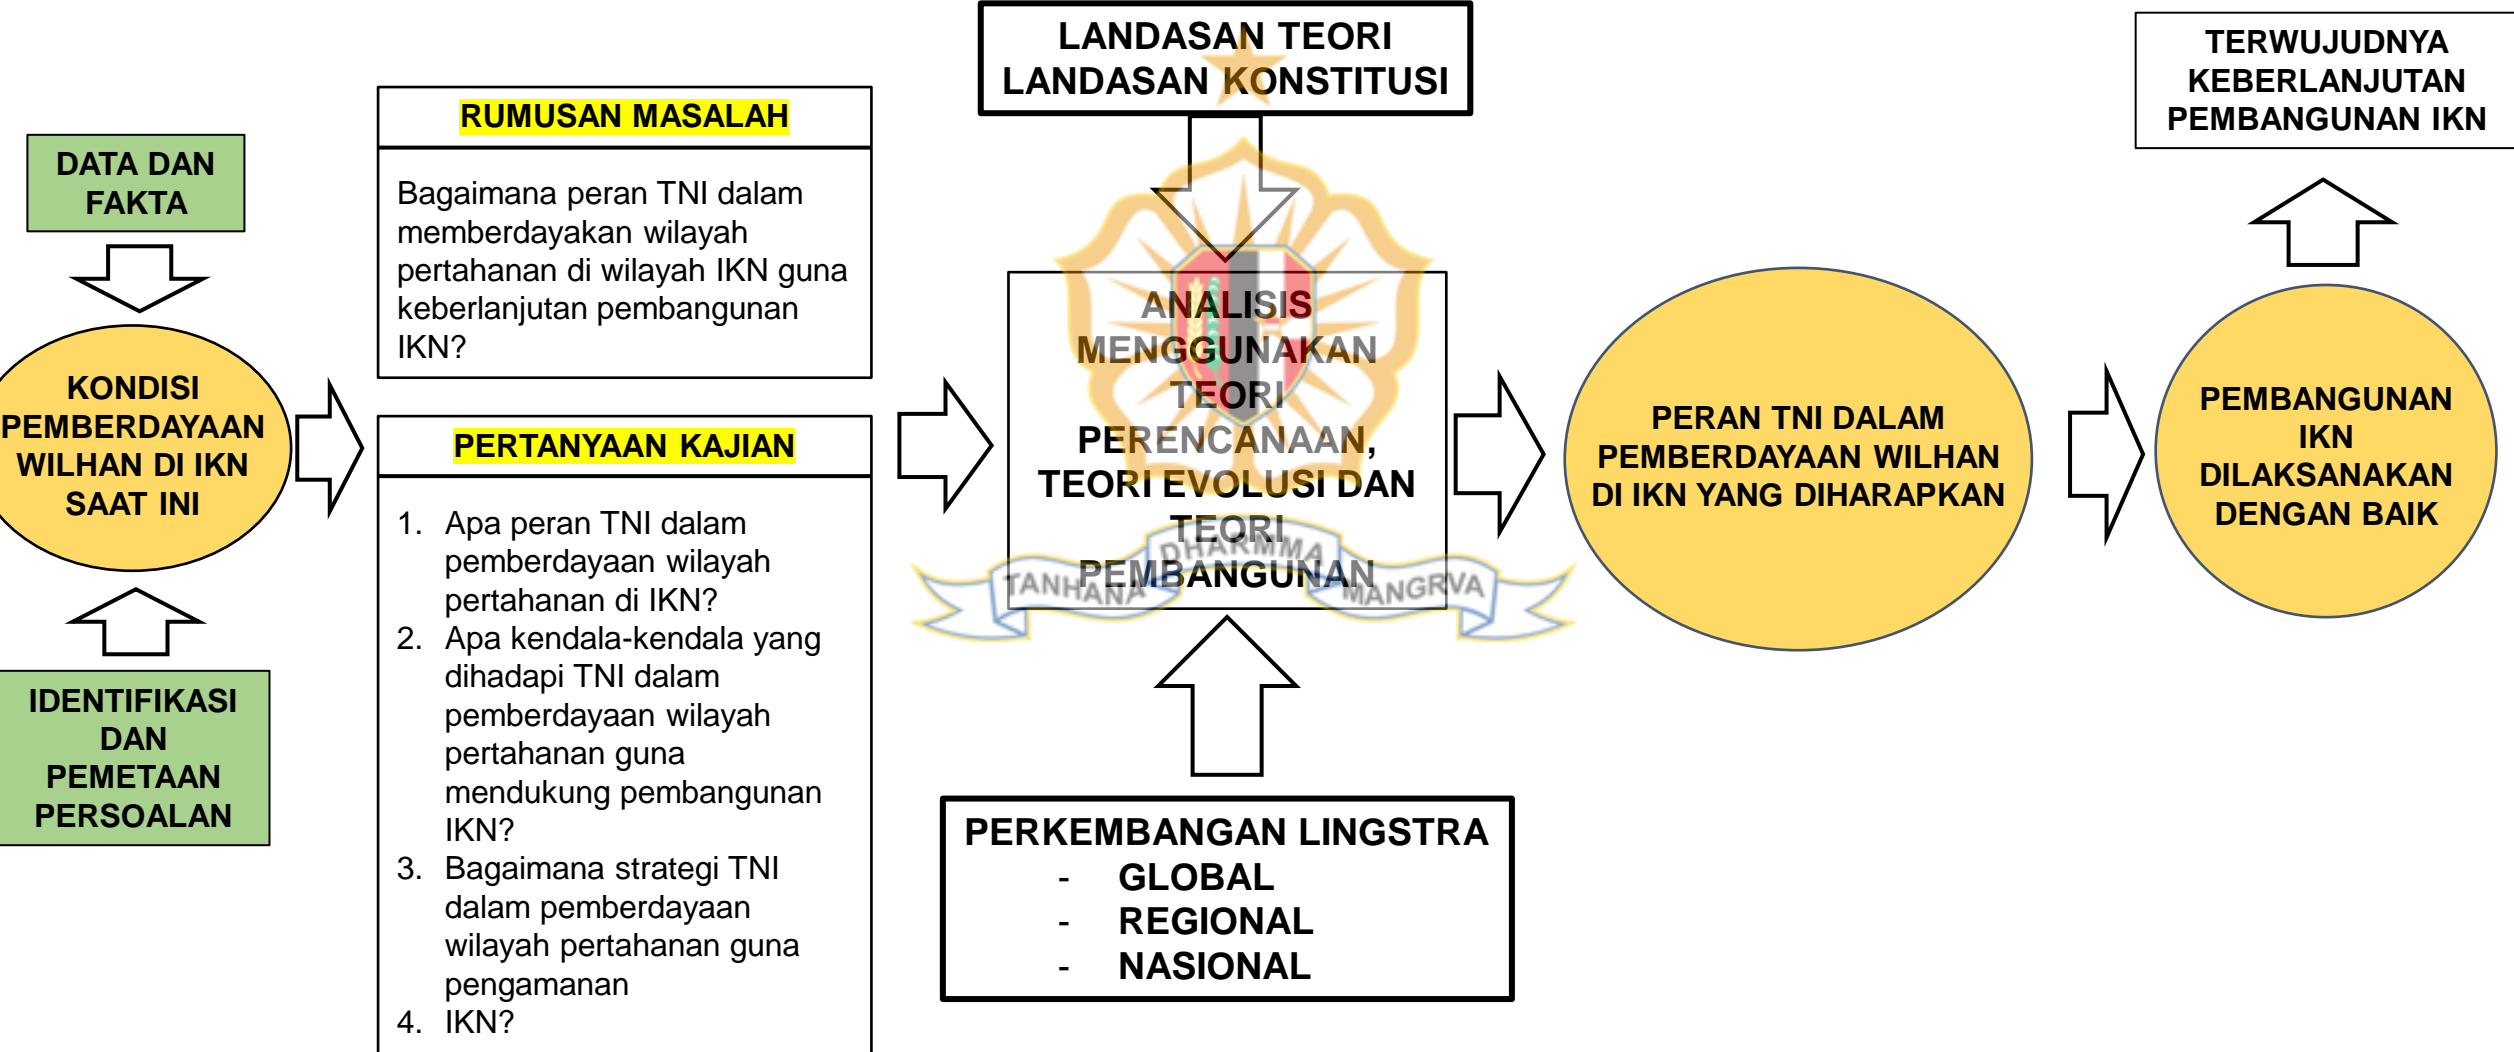 DATA DAN
FAKTA
KONDISI
PEMBERDAYAAN
WILHAN DI IKN
SAAT INI
IDENTIFIKASI
DAN
PEMETAAN
PERSOALAN
RUMUSAN MASALAH
Bagaimana peran TNI dalam
memberdayakan wilayah
pertahanan di wilayah IKN guna
keberlanjutan pembangunan
IKN?
PERTANYAAN KAJIAN
1. Apa peran TNI dalam
pemberdayaan wilayah
pertahanan di IKN?
2. Apa kendala-kendala yang
dihadapi TNI dalam
pemberdayaan wilayah
pertahanan guna
mendukung pembangunan
IKN?
3. Bagaimana strategi TNI
dalam pemberdayaan
wilayah pertahanan guna
pengamanan
4. IKN?
LANDASAN TEORI
LANDASAN KONSTITUSI
ANALISIS
MENGGUNAKAN
TEORI
PERENCANAAN,
TEORI EVOLUSI DAN
TEORI
PEMBANGUNAN
TANHANA DHARMMA MANGRVA
PERKEMBANGAN LINGSTRA
- GLOBAL
- REGIONAL
- NASIONAL
PERAN TNI DALAM
PEMBERDAYAAN WILHAN
DI IKN YANG DIHARAPKAN
TERWUJUDNYA
KEBERLANJUTAN
PEMBANGUNAN IKN
PEMBANGUNAN
IKN
DILAKSANAKAN
DENGAN BAIK